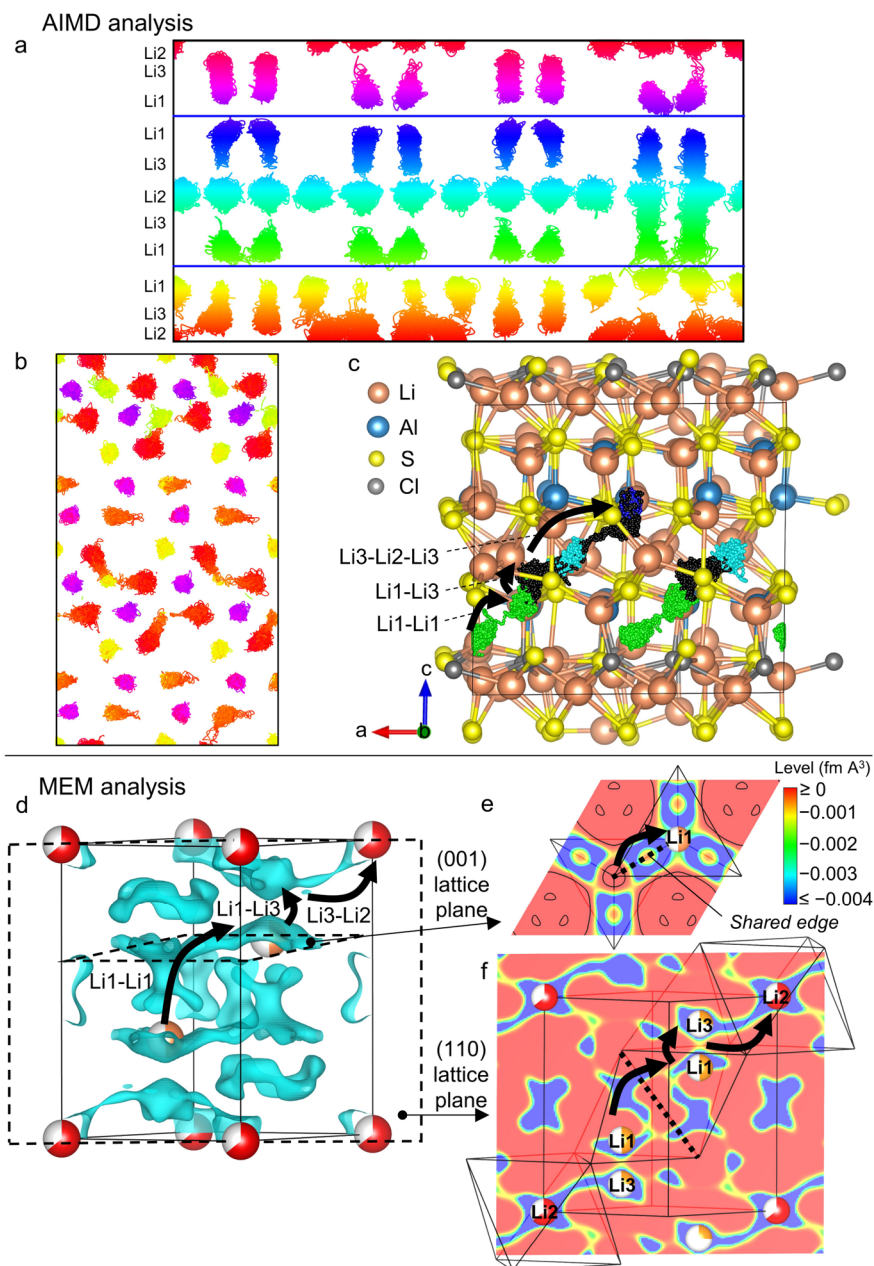 AIMD analysis
a
Li2
Li3
Li1
Li1
Li3
Li2
Li3
Li1
Li1
Li3
Li2
b
c
Li
Al
S
Cl
Li3-Li2-Li3
Li1-Li3
Li1-Li1
c
a
b
MEM analysis
d
Li1-Li3
Li3-Li2
Li1-Li1
(001)
lattice
plane
(110)
lattice
plane
e
Li1
Shared edge
Level (fm Å³)
≥ 0
−0.001
−0.002
−0.003
≤ −0.004
f
Li2
Li3
Li1
Li1
Li3
Li2